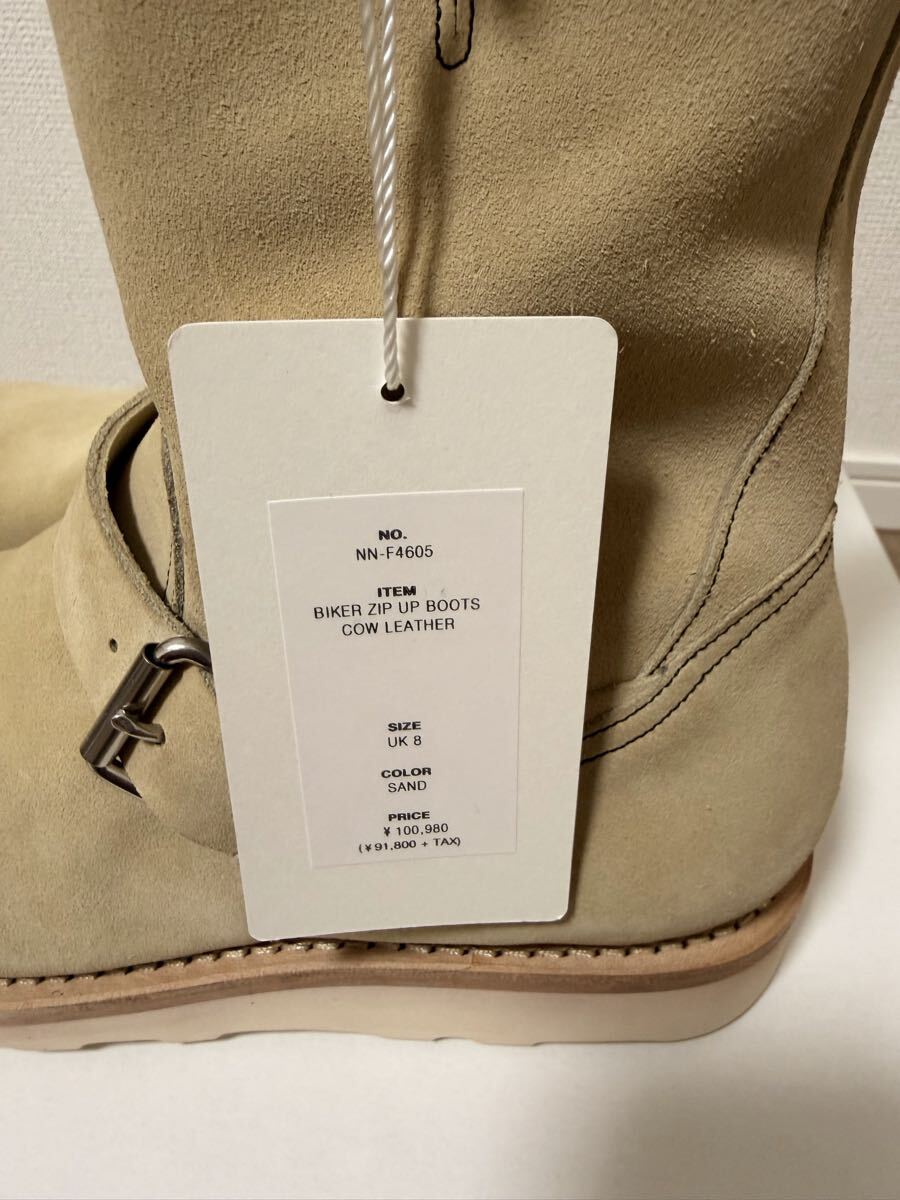 NO.
NN-F4605
ITEM
BIKER ZIP UP BOOTS
COW LEATHER
SIZE
UK 8
COLOR
SAND
PRICE
¥ 100,980
(¥91,800 + TAX)